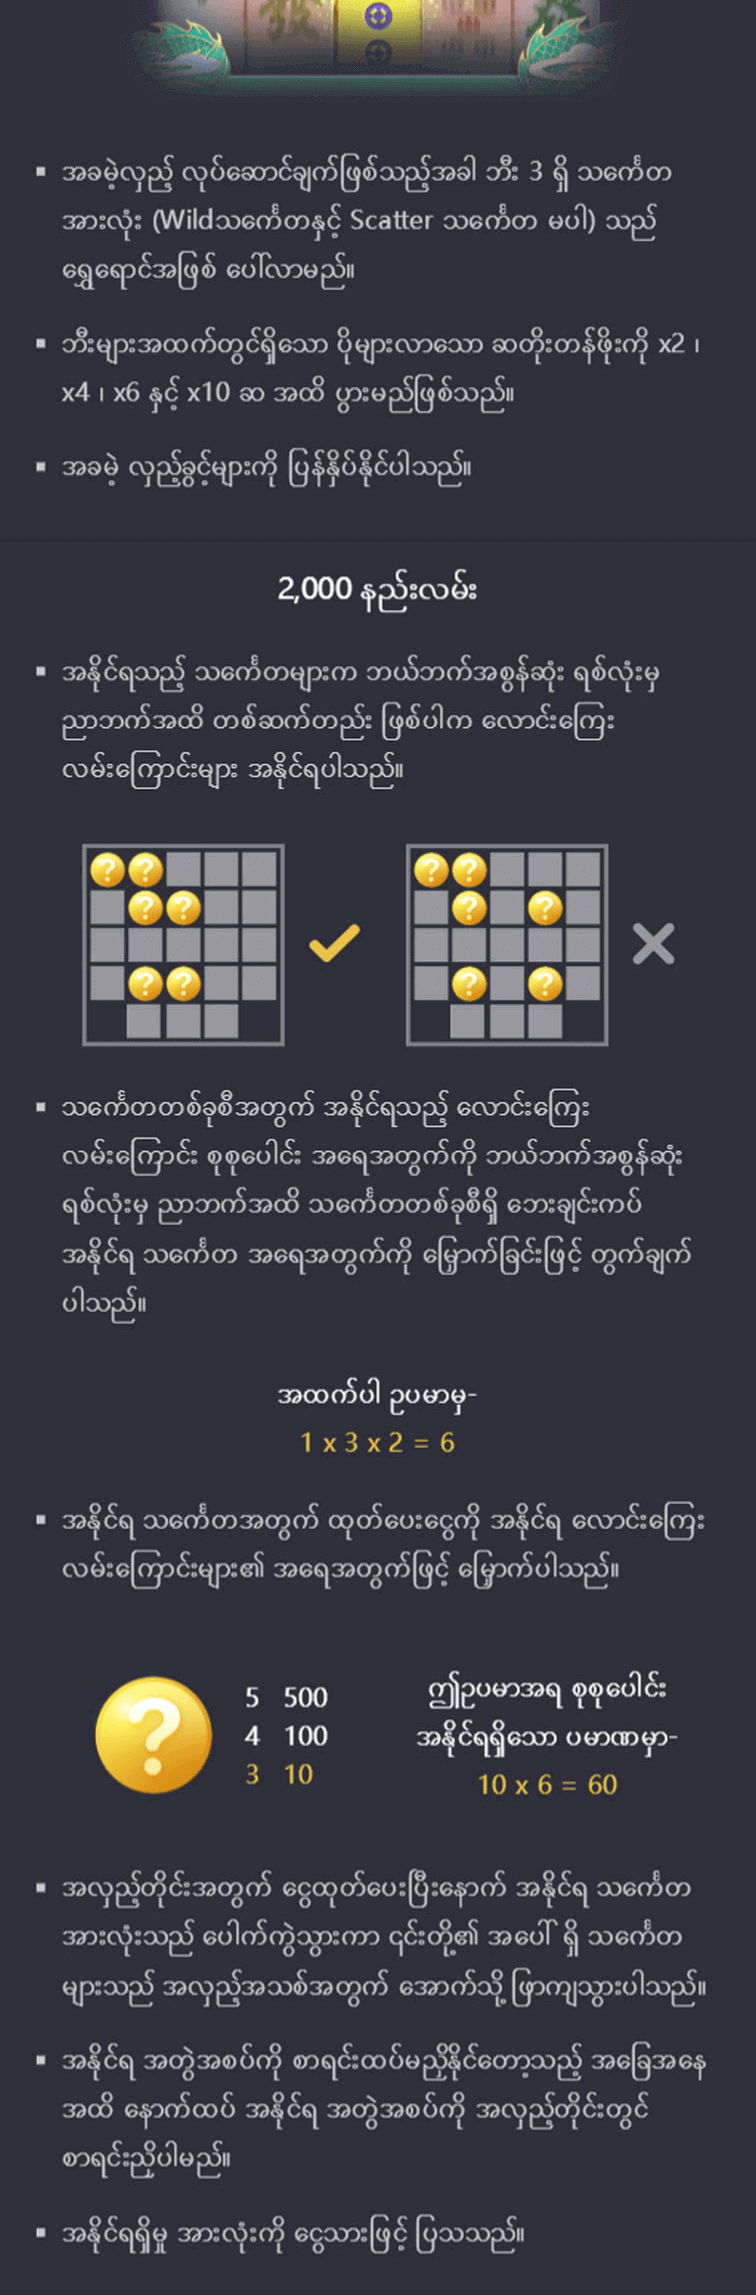 ▪ အခမဲ့လှည့် လုပ်ဆောင်ချက်ဖြစ်သည့်အခါ ဘီး 3 ရှိ သင်္ကေတ
အားလုံး (Wildသင်္ကေတနှင့် Scatter သင်္ကေတ မပါ) သည်
ရွှေရောင်အဖြစ် ပေါ်လာမည်။
▪ ဘီးများအထက်တွင်ရှိသော ပိုများလာသော ဆတိုးတန်ဖိုးကို x2 ၊
x4 ၊ x6 နှင့် x10 ဆ အထိ ပွားမည်ဖြစ်သည်။
▪ အခမဲ့ လှည့်ခွင့်များကို ပြန်နှိပ်နိုင်ပါသည်။
2,000 နည်းလမ်း
▪ အနိုင်ရသည့် သင်္ကေတများက ဘယ်ဘက်အစွန်ဆုံး ရစ်လုံးမှ
ညာဘက်အထိ တစ်ဆက်တည်း ဖြစ်ပါက လောင်းကြေး
လမ်းကြောင်းများ အနိုင်ရပါသည်။
▪ သင်္ကေတတစ်ခုစီအတွက် အနိုင်ရသည့် လောင်းကြေး
လမ်းကြောင်း စုစုပေါင်း အရေအတွက်ကို ဘယ်ဘက်အစွန်ဆုံး
ရစ်လုံးမှ ညာဘက်အထိ သင်္ကေတတစ်ခုစီရှိ ဘေးချင်းကပ်
အနိုင်ရ သင်္ကေတ အရေအတွက်ကို မြှောက်ခြင်းဖြင့် တွက်ချက်
ပါသည်။
အထက်ပါ ဥပမာမှ-
1 x 3 x 2 = 6
▪ အနိုင်ရ သင်္ကေတအတွက် ထုတ်ပေးငွေကို အနိုင်ရ လောင်းကြေး
လမ်းကြောင်းများ၏ အရေအတွက်ဖြင့် မြှောက်ပါသည်။
5 500
4 100
3 10
ဤဥပမာအရ စုစုပေါင်း
အနိုင်ရရှိသော ပမာဏမှာ-
10 x 6 = 60
▪ အလှည့်တိုင်းအတွက် ငွေထုတ်ပေးပြီးနောက် အနိုင်ရ သင်္ကေတ
အားလုံးသည် ပေါက်ကွဲသွားကာ ၎င်းတို့၏ အပေါ် ရှိ သင်္ကေတ
များသည် အလှည့်အသစ်အတွက် အောက်သို့ ဖြာကျသွားပါသည်။
▪ အနိုင်ရ အတွဲအစပ်ကို စာရင်းထပ်မညှိနိုင်တော့သည့် အခြေအနေ
အထိ နောက်ထပ် အနိုင်ရ အတွဲအစပ်ကို အလှည့်တိုင်းတွင်
စာရင်းညှိပါမည်။
▪ အနိုင်ရရှိမှု အားလုံးကို ငွေသားဖြင့် ပြသသည်။